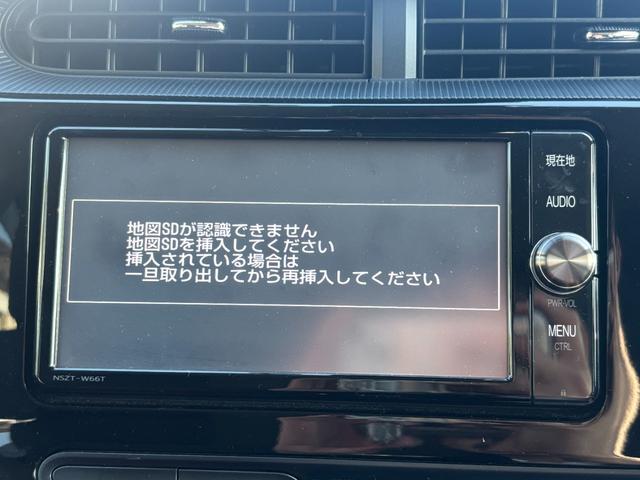 地図SDが認識できません
地図SDを挿入してください
挿入されている場合は
一旦取り出してから再挿入してください
現在地
AUDIO
PWR-VOL
MENU
CTRL
NSZT-W66T